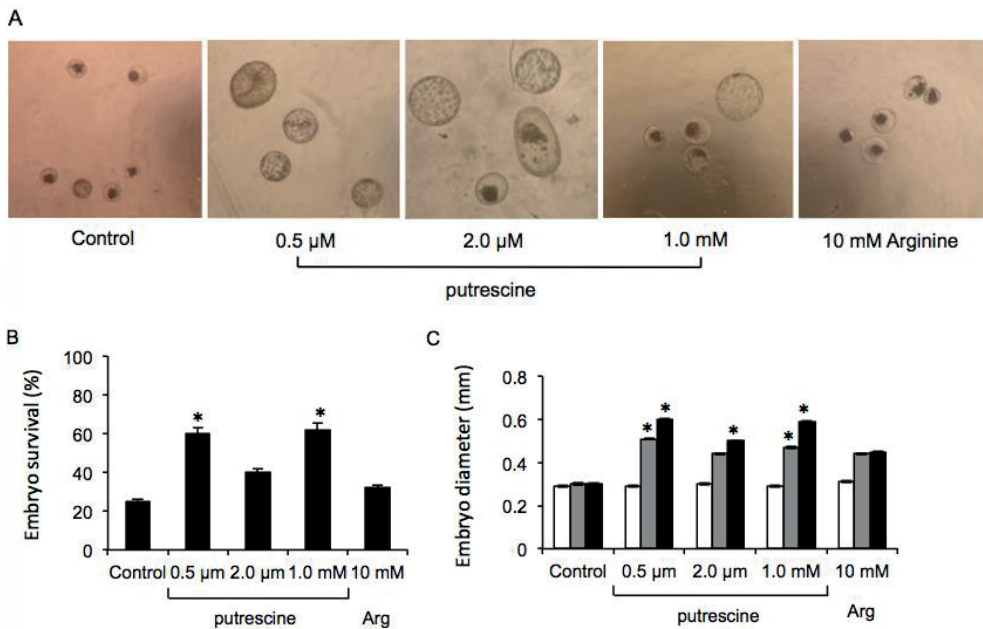 A
Control
0.5 μM
2.0 μM
1.0 mM
10 mM Arginine
putrescine
B
Embryo survival (%)
100
80
60
40
20
0
* *
Control 0.5 μm 2.0 μm 1.0 mM 10 mM
putrescine Arg
C
Embryo diameter (mm)
0.8
0.6
0.4
0.2
0
* * * * *
Control 0.5 μm 2.0 μm 1.0 mM 10 mM
putrescine Arg